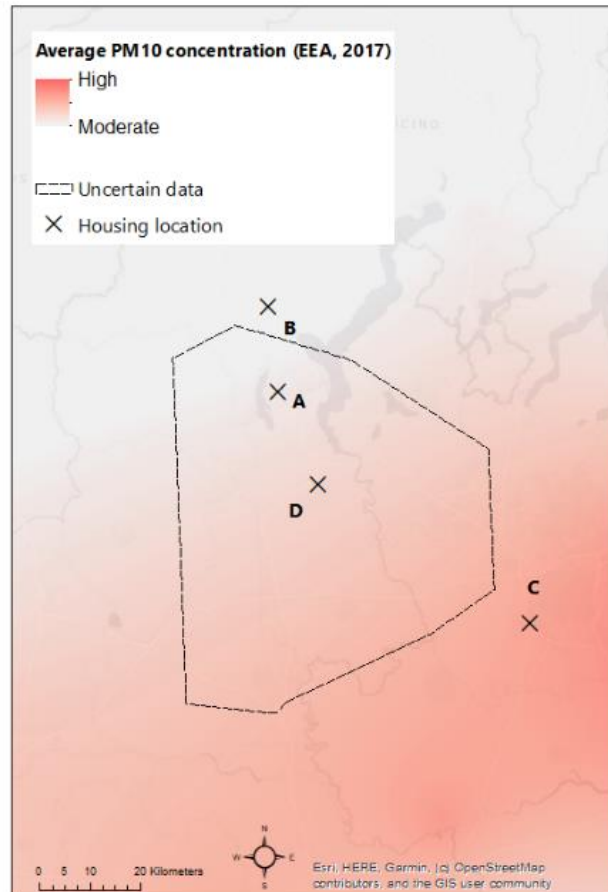 Average PM10 concentration (EEA, 2017)
High
Moderate
Uncertain data
Housing location
B
A
D
C
N
W E
S
0 5 10 20 Kilometers
Esri, HERE, Garmin, (c) OpenStreetMap
contributors, and the GIS user community